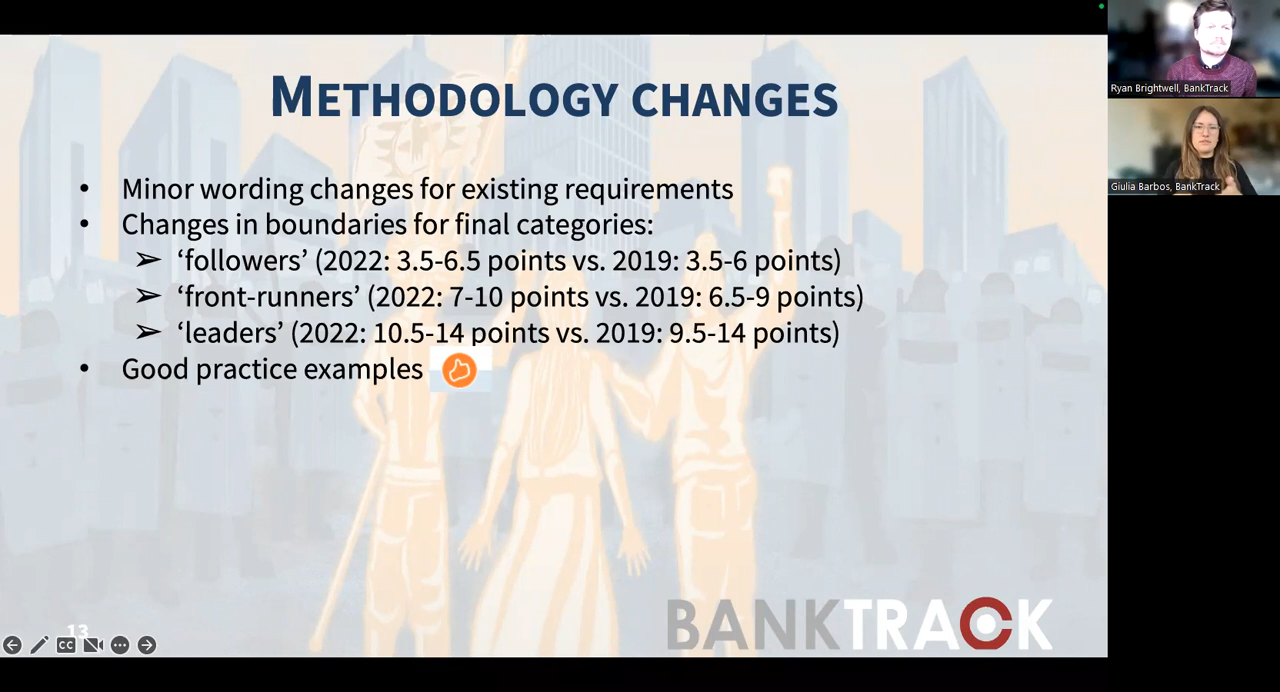 METHODOLOGY CHANGES
• Minor wording changes for existing requirements
• Changes in boundaries for final categories:
➢ ‘followers’ (2022: 3.5-6.5 points vs. 2019: 3.5-6 points)
➢ ‘front-runners’ (2022: 7-10 points vs. 2019: 6.5-9 points)
➢ ‘leaders’ (2022: 10.5-14 points vs. 2019: 9.5-14 points)
• Good practice examples
13
CC
BANKTRACK
Ryan Brightwell, BankTrack
Giulia Barbos, BankTrack